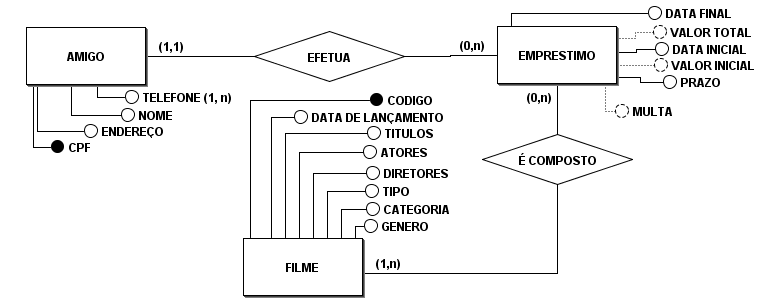 DATA FINAL
VALOR TOTAL
(1,1)
(0,n)
AMIGO
EFETUA
EMPRESTIMO
DATA INICIAL
VALOR INICIAL
PRAZO
TELEFONE (1, n)
CODIGO
(0,n)
NOME
DATA DE LANÇAMENTO
MULTA
ENDEREÇO
TITULOS
CPF
ATORES
É COMPOSTO
DIRETORES
TIPO
CATEGORIA
GENERO
FILME
(1,n)